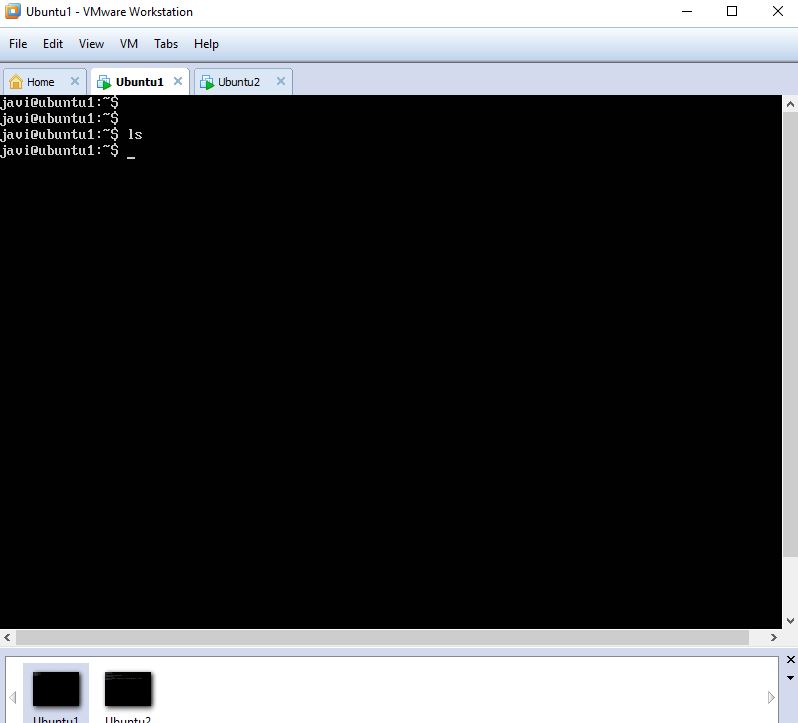 Ubuntu1 - VMware Workstation
File Edit View VM Tabs Help
Home Ubuntu1 Ubuntu2
javi@ubuntu1:~$
javi@ubuntu1:~$
javi@ubuntu1:~$ ls
javi@ubuntu1:~$ _
Ubuntu1 Ubuntu2